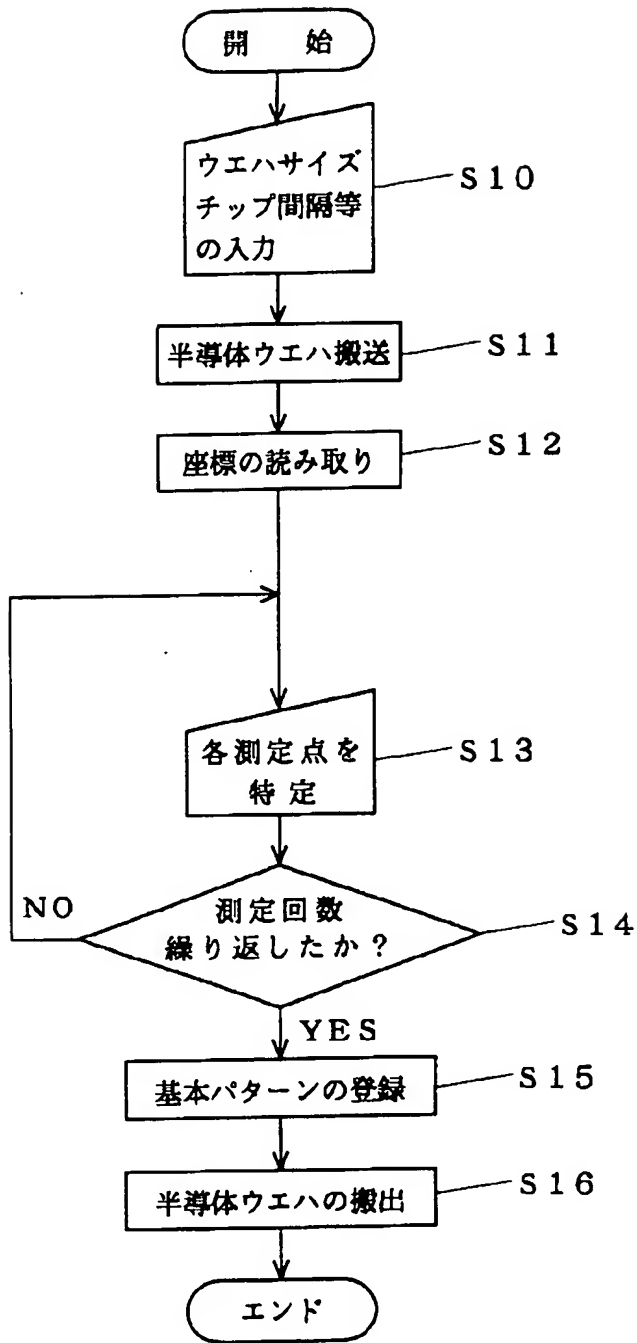 開 始
ウエハサイズ
チップ間隔等
の入力
S10
半導体ウエハ搬送
S11
座標の読み取り
S12
各測定点を
特定
S13
測定回数
繰り返したか?
S14
NO
YES
基本パターンの登録
S15
半導体ウエハの搬出
S16
エンド